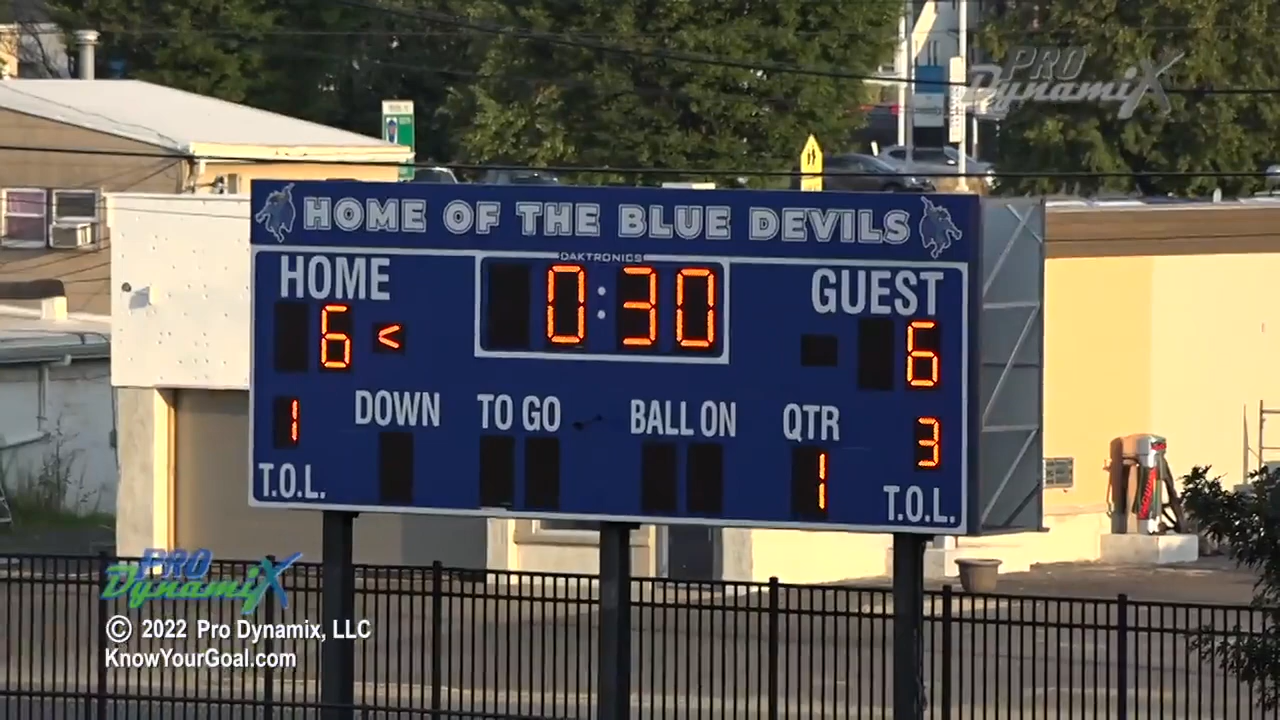 PRO
DynamiX
HOME OF THE BLUE DEVILS
DAKTRONICS
HOME 0:30 GUEST
6 < 6
DOWN TO GO BALL ON QTR
1 1 3
T.O.L. T.O.L.
PRO
DynamiX
© 2022 Pro Dynamix, LLC
KnowYourGoal.com